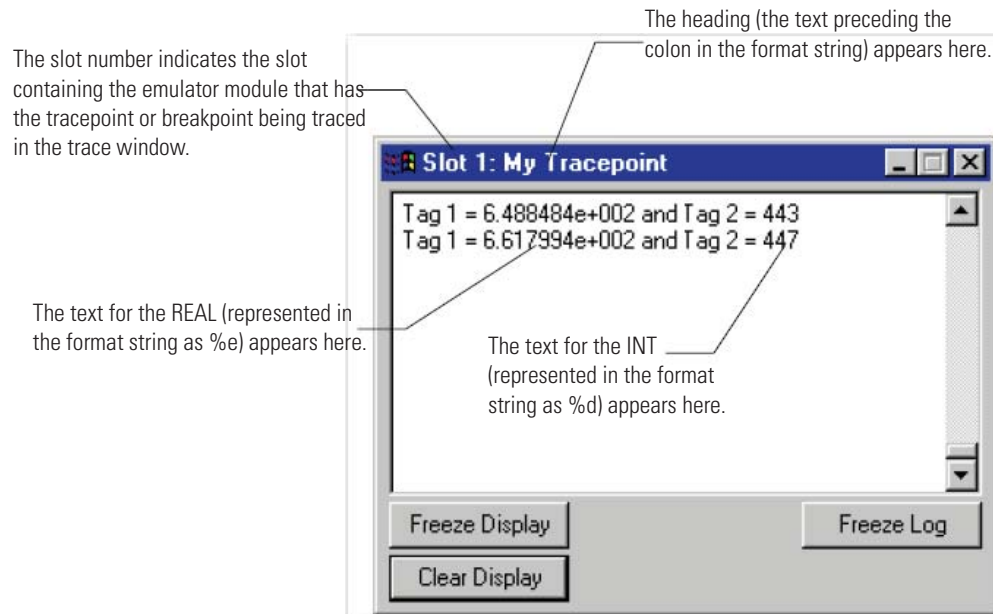 The heading (the text preceding the
colon in the format string) appears here.
The slot number indicates the slot
containing the emulator module that has
the tracepoint or breakpoint being traced
in the trace window.
Slot 1: My Tracepoint
Tag 1 = 6.488484e+002 and Tag 2 = 443
Tag 1 = 6.617994e+002 and Tag 2 = 447
The text for the REAL (represented in
the format string as %e) appears here.
The text for the INT
(represented in the format
string as %d) appears here.
Freeze Display
Freeze Log
Clear Display